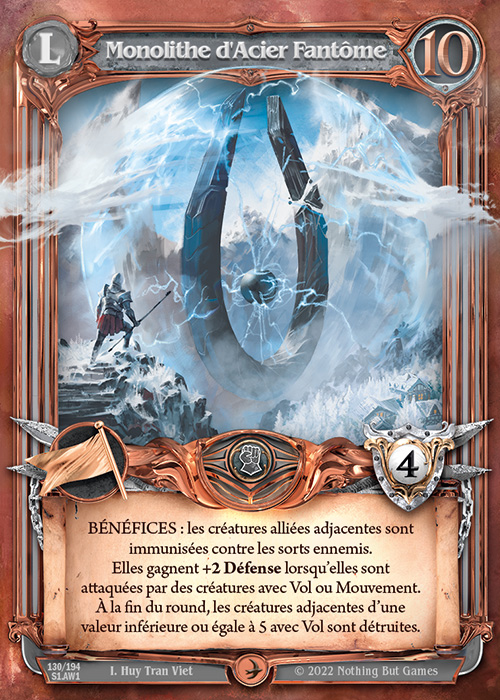 L
Monolithe d'Acier Fantôme
10
4
BÉNÉFICES : les créatures alliées adjacentes sont
immunisées contre les sorts ennemis.
Elles gagnent +2 Défense lorsqu'elles sont
attaquées par des créatures avec Vol ou Mouvement.
À la fin du round, les créatures adjacentes d'une
valeur inférieure ou égale à 5 avec Vol sont détruites.
130/194
S1.AW1
I. Huy Tran Viet
© 2022 Nothing But Games